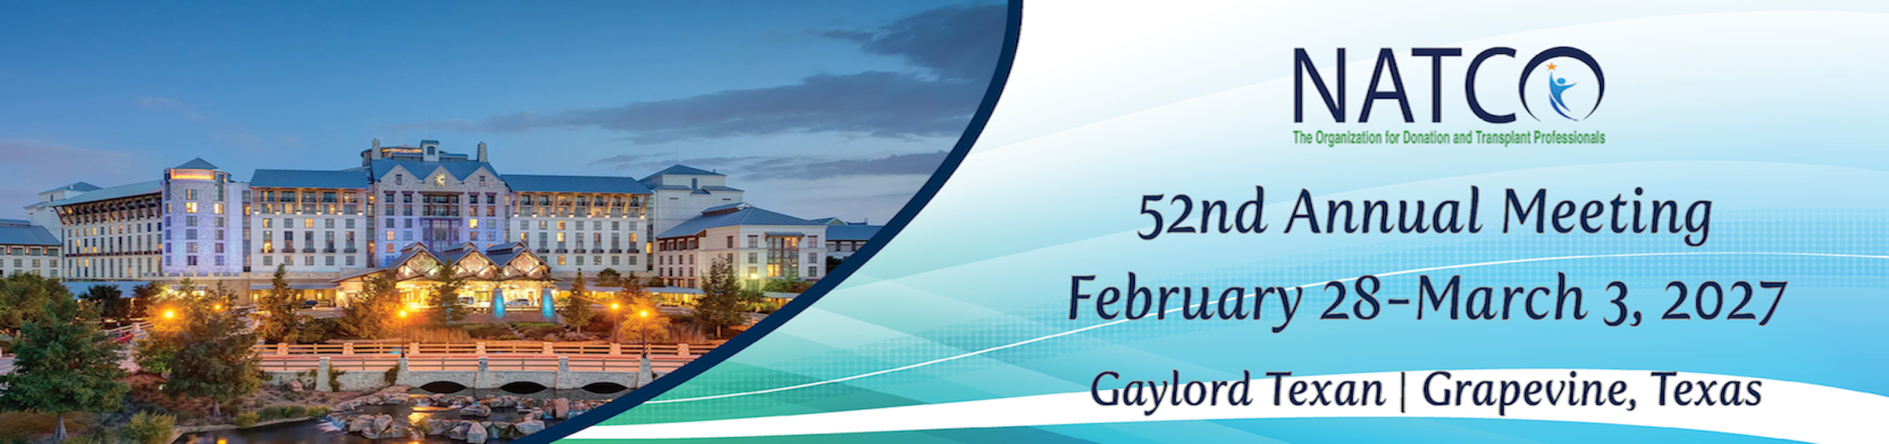 NATCO
The Organization for Donation and Transplant Professionals
52nd Annual Meeting
February 28-March 3, 2027
Gaylord Texan | Grapevine, Texas